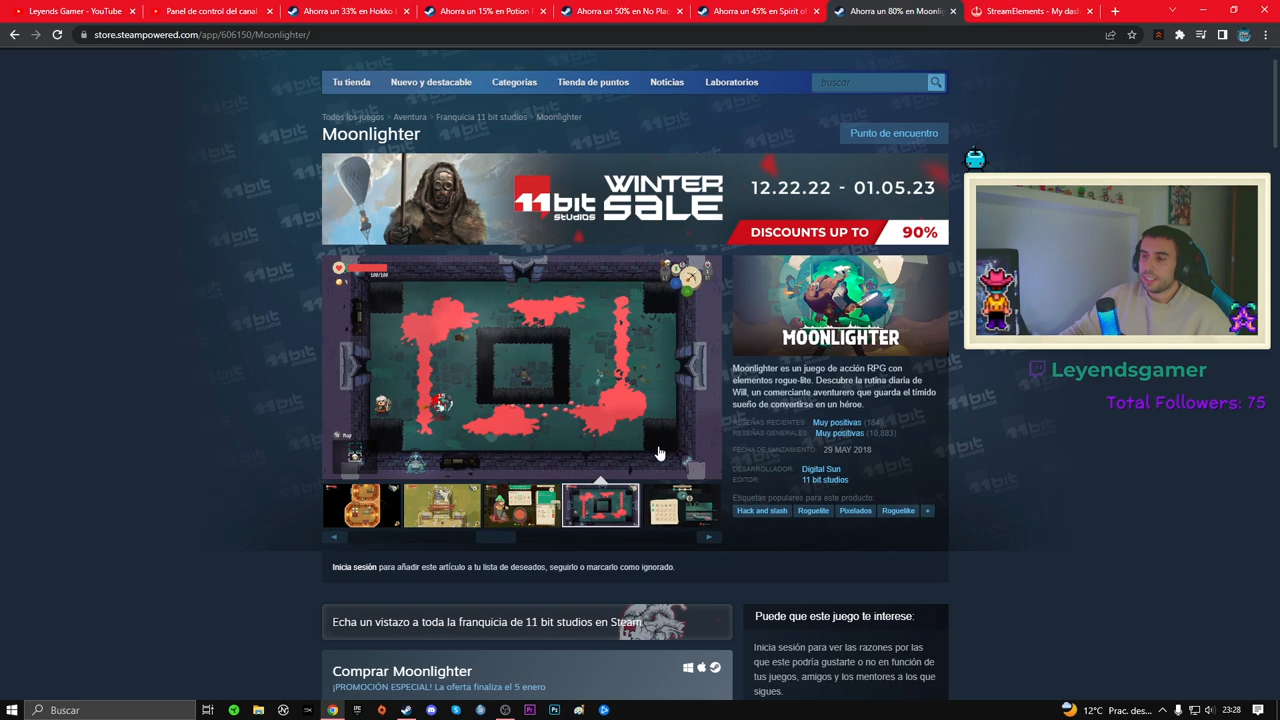 Leyends Gamer - YouTube
Panel de control del canal
Ahorra un 33% en Hokko L
Ahorra un 15% en Potion P
Ahorra un 50% en No Plac
Ahorra un 45% en Spirit of
Ahorra un 80% en Moonlig
StreamElements - My dash
store.steampowered.com/app/606150/Moonlighter/
Tu tienda
Nuevo y destacable
Categorías
Tienda de puntos
Noticias
Laboratorios
buscar
Todos los juegos > Aventura > Franquicia 11 bit studios > Moonlighter
Moonlighter
Punto de encuentro
11bit studios
WINTER SALE
12.22.22 - 01.05.23
DISCOUNTS UP TO 90%
100/100
Map
MOONLIGHTER
Moonlighter es un juego de acción RPG con
elementos rogue-lite. Descubre la rutina diaria de
Will, un comerciante aventurero que guarda el tímido
sueño de convertirse en un héroe.
RESEÑAS RECIENTES: Muy positivas (184)
RESEÑAS GENERALES: Muy positivas (10,883)
FECHA DE LANZAMIENTO: 29 MAY 2018
DESARROLLADOR: Digital Sun
EDITOR: 11 bit studios
Etiquetas populares para este producto:
Hack and slash
Roguelite
Pixelados
Roguelike
+
Leyendsgamer
Total Followers: 75
Inicia sesión para añadir este artículo a tu lista de deseados, seguirlo o marcarlo como ignorado.
Echa un vistazo a toda la franquicia de 11 bit studios en Steam
Puede que este juego te interese:
Inicia sesión para ver las razones por las
que este podría gustarte o no en función de
tus juegos, amigos y los mentores a los que
sigues.
Comprar Moonlighter
¡PROMOCIÓN ESPECIAL! La oferta finaliza el 5 enero
Buscar
12°C Prac. des...
23:28